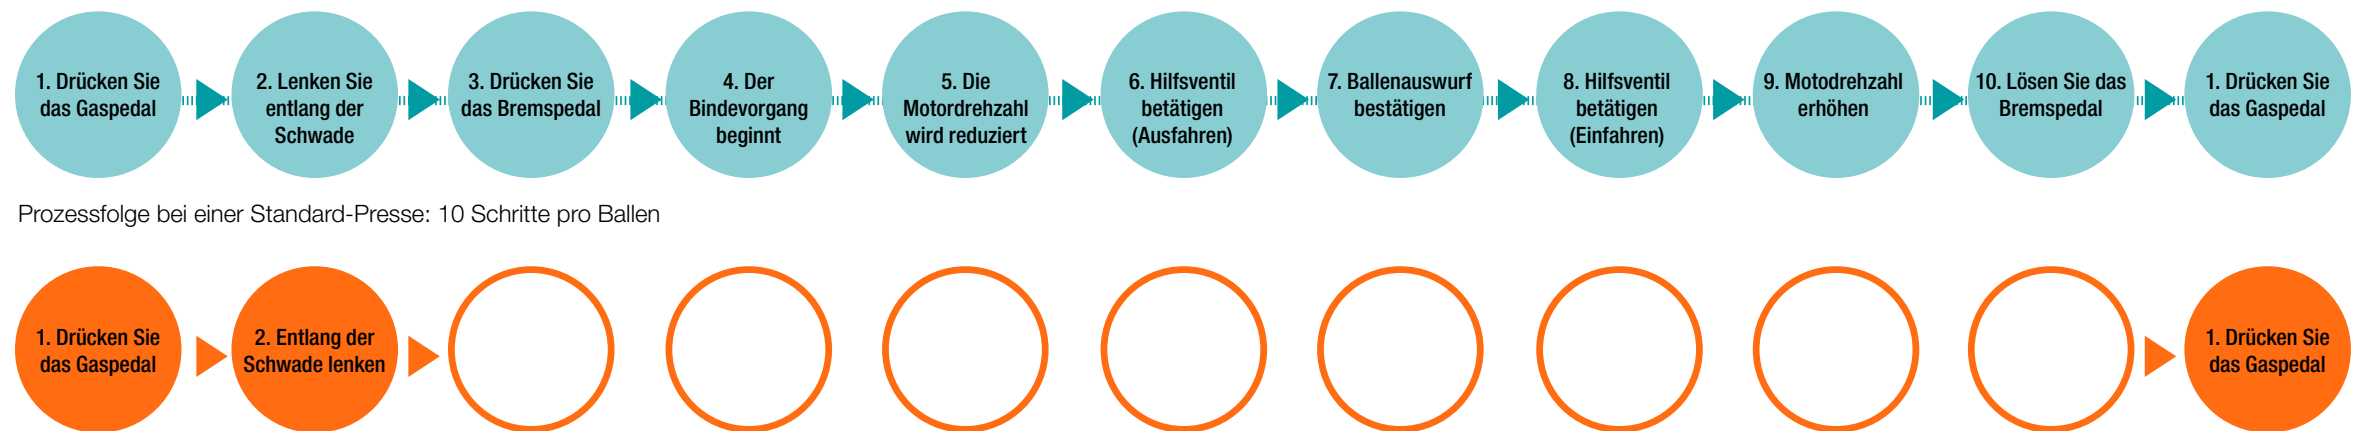 1. Drücken Sie
das Gaspedal
2. Lenken Sie
entlang der
Schwade
3. Drücken Sie
das Bremspedal
4. Der
Bindevorgang
beginnt
5. Die
Motordrehzahl
wird reduziert
6. Hilfsventil
betätigen
(Ausfahren)
7. Ballenauswurf
bestätigen
8. Hilfsventil
betätigen
(Einfahren)
9. Motodrehzahl
erhöhen
10. Lösen Sie das
Bremspedal
1. Drücken Sie
das Gaspedal
Prozessfolge bei einer Standard-Presse: 10 Schritte pro Ballen
1. Drücken Sie
das Gaspedal
2. Entlang der
Schwade lenken
1. Drücken Sie
das Gaspedal